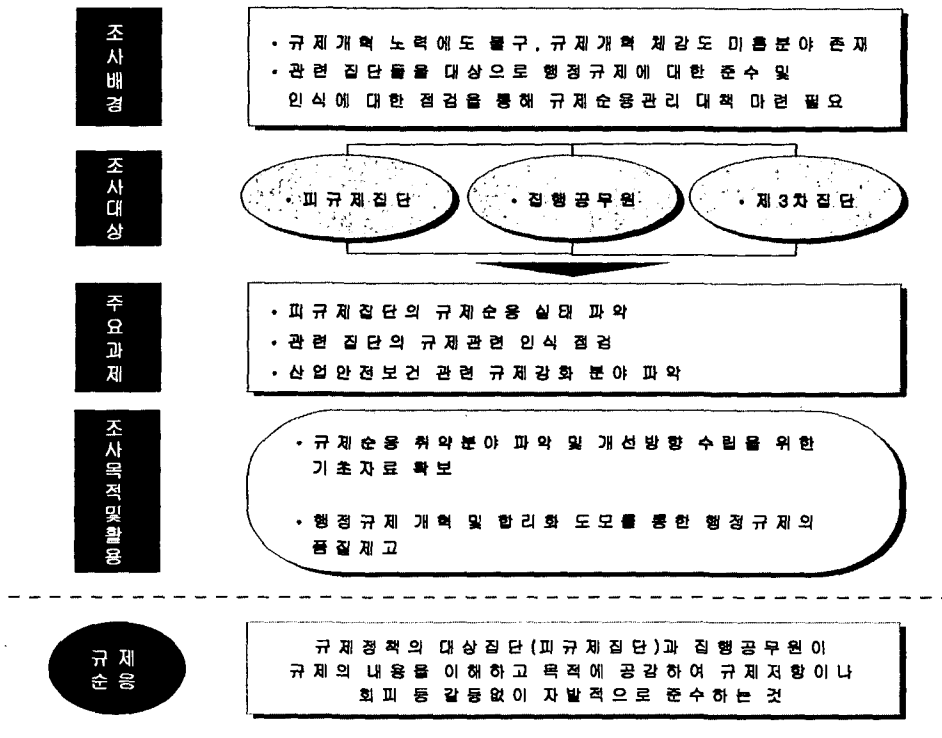 조사배경
• 규제개혁 노력에도 불구, 규제개혁 체감도 미흡분야 존재
• 관련 집단들을 대상으로 행정규제에 대한 준수 및
인식에 대한 점검을 통해 규제순응관리 대책 마련 필요
조사대상
• 피규제집단
• 집행공무원
• 제3차집단
주요과제
• 피규제집단의 규제순응 실태 파악
• 관련 집단의 규제관련 인식 점검
• 산업안전보건 관련 규제강화 분야 파악
조사목적및활용
• 규제순응 취약분야 파악 및 개선방향 수립을 위한
기초자료 확보
• 행정규제 개혁 및 합리화 도모를 통한 행정규제의
품질제고
규제
순응
규제정책의 대상집단(피규제집단)과 집행공무원이
규제의 내용을 이해하고 목적에 공감하여 규제저항이나
회피 등 갈등없이 자발적으로 준수하는 것